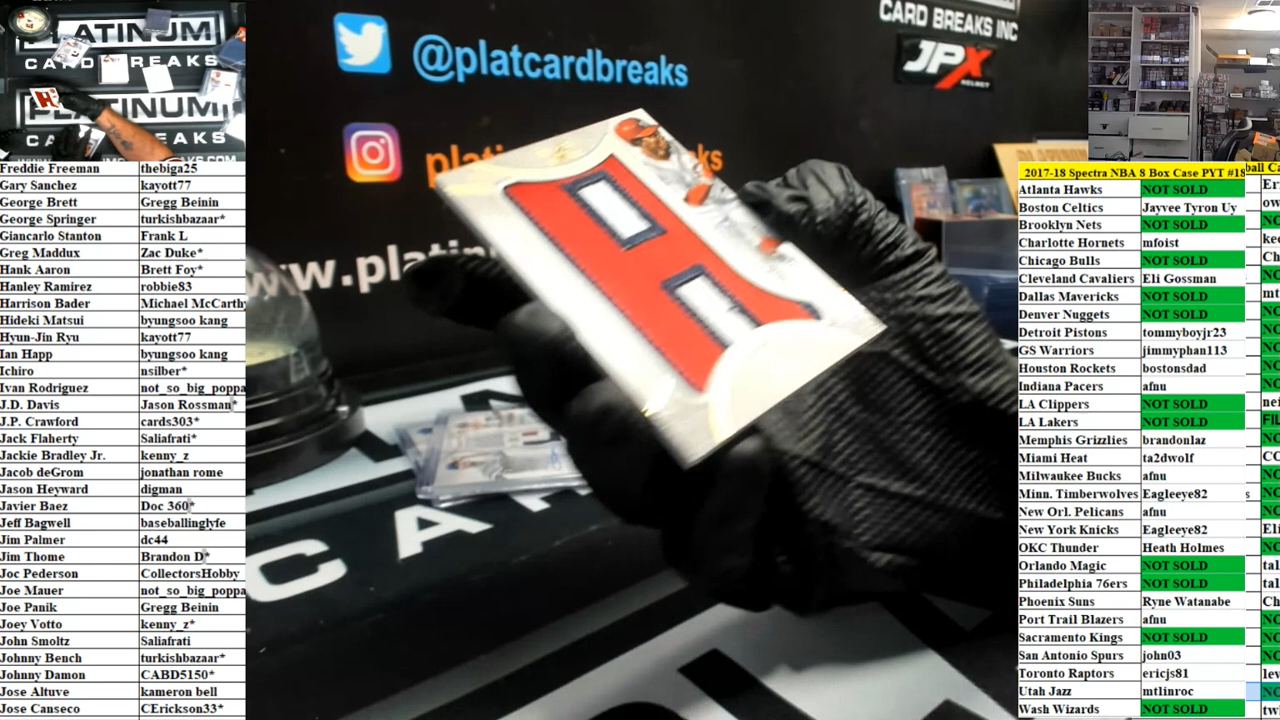 PLATINUM
CARD BREAKS
PLATINUM
CA
EAKS
Freddie Freeman thebiga25
Gary Sanchez kayott77
George Brett Gregg Beinin
George Springer turkishbazaar*
Giancarlo Stanton Frank L
Greg Maddux Zac Duke*
Hank Aaron Brett Foy*
Hanley Ramirez robbie83
Harrison Bader Michael McCarthy
Hideki Matsui byungsoo kang
Hyun-Jin Ryu kayott77
Ian Happ byungsoo kang
Ichiro nsilber*
Ivan Rodriguez not_so_big_poppa
J.D. Davis Jason Rossman*
J.P. Crawford cards303*
Jack Flaherty Saliafrati*
Jackie Bradley Jr. kenny_z
Jacob deGrom jonathan rome
Jason Heyward digman
Javier Baez Doc 360*
Jeff Bagwell baseballinglyfe
Jim Palmer dc44
Jim Thome Brandon D*
Joc Pederson CollectorsHobby
Joe Mauer not_so_big_poppa
Joe Panik Gregg Beinin
Joey Votto kenny_z*
John Smoltz Saliafrati
Johnny Bench turkishbazaar*
Johnny Damon CABD5150*
Jose Altuve kameron bell
Jose Canseco CErickson33*
@platcardbreaks
CARD BREAKS INC
JPX
plati
ks
www.platin
H
CA
2017-18 Spectra NBA 8 Box Case PYT #18
Atlanta Hawks NOT SOLD
Boston Celtics Jayvee Tyron Uy
Brooklyn Nets NOT SOLD
Charlotte Hornets mfoist
Chicago Bulls NOT SOLD
Cleveland Cavaliers Eli Gossman
Dallas Mavericks NOT SOLD
Denver Nuggets NOT SOLD
Detroit Pistons tommyboyjr23
GS Warriors jimmyphan113
Houston Rockets bostonsdad
Indiana Pacers afnu
LA Clippers NOT SOLD
LA Lakers NOT SOLD
Memphis Grizzlies brandonlaz
Miami Heat ta2dwolf
Milwaukee Bucks afnu
Minn. Timberwolves Eagleeye82
New Orl. Pelicans afnu
New York Knicks Eagleeye82
OKC Thunder Heath Holmes
Orlando Magic NOT SOLD
Philadelphia 76ers NOT SOLD
Phoenix Suns Ryne Watanabe
Port Trail Blazers afnu
Sacramento Kings NOT SOLD
San Antonio Spurs john03
Toronto Raptors ericjs81
Utah Jazz mtlinroc
Wash Wizards NOT SOLD